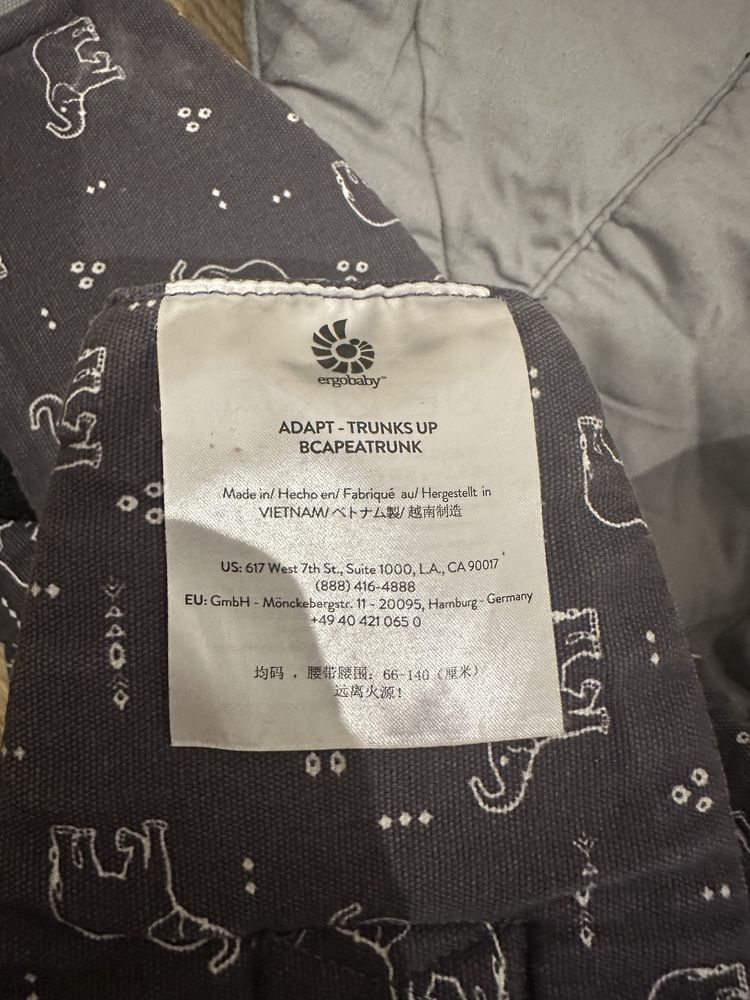 ergobaby™
ADAPT - TRUNKS UP
BCAPEATRUNK
Made in/ Hecho en/ Fabriqué au/ Hergestellt in
VIETNAM/ベトナム製/ 越南制造
US: 617 West 7th St., Suite 1000, L.A., CA 90017
(888) 416-4888
EU: GmbH - Mönckebergstr. 11 - 20095, Hamburg - Germany
+49 40 421 065 0
均码 ，腰带腰围：66-140（厘米）
远离火源！